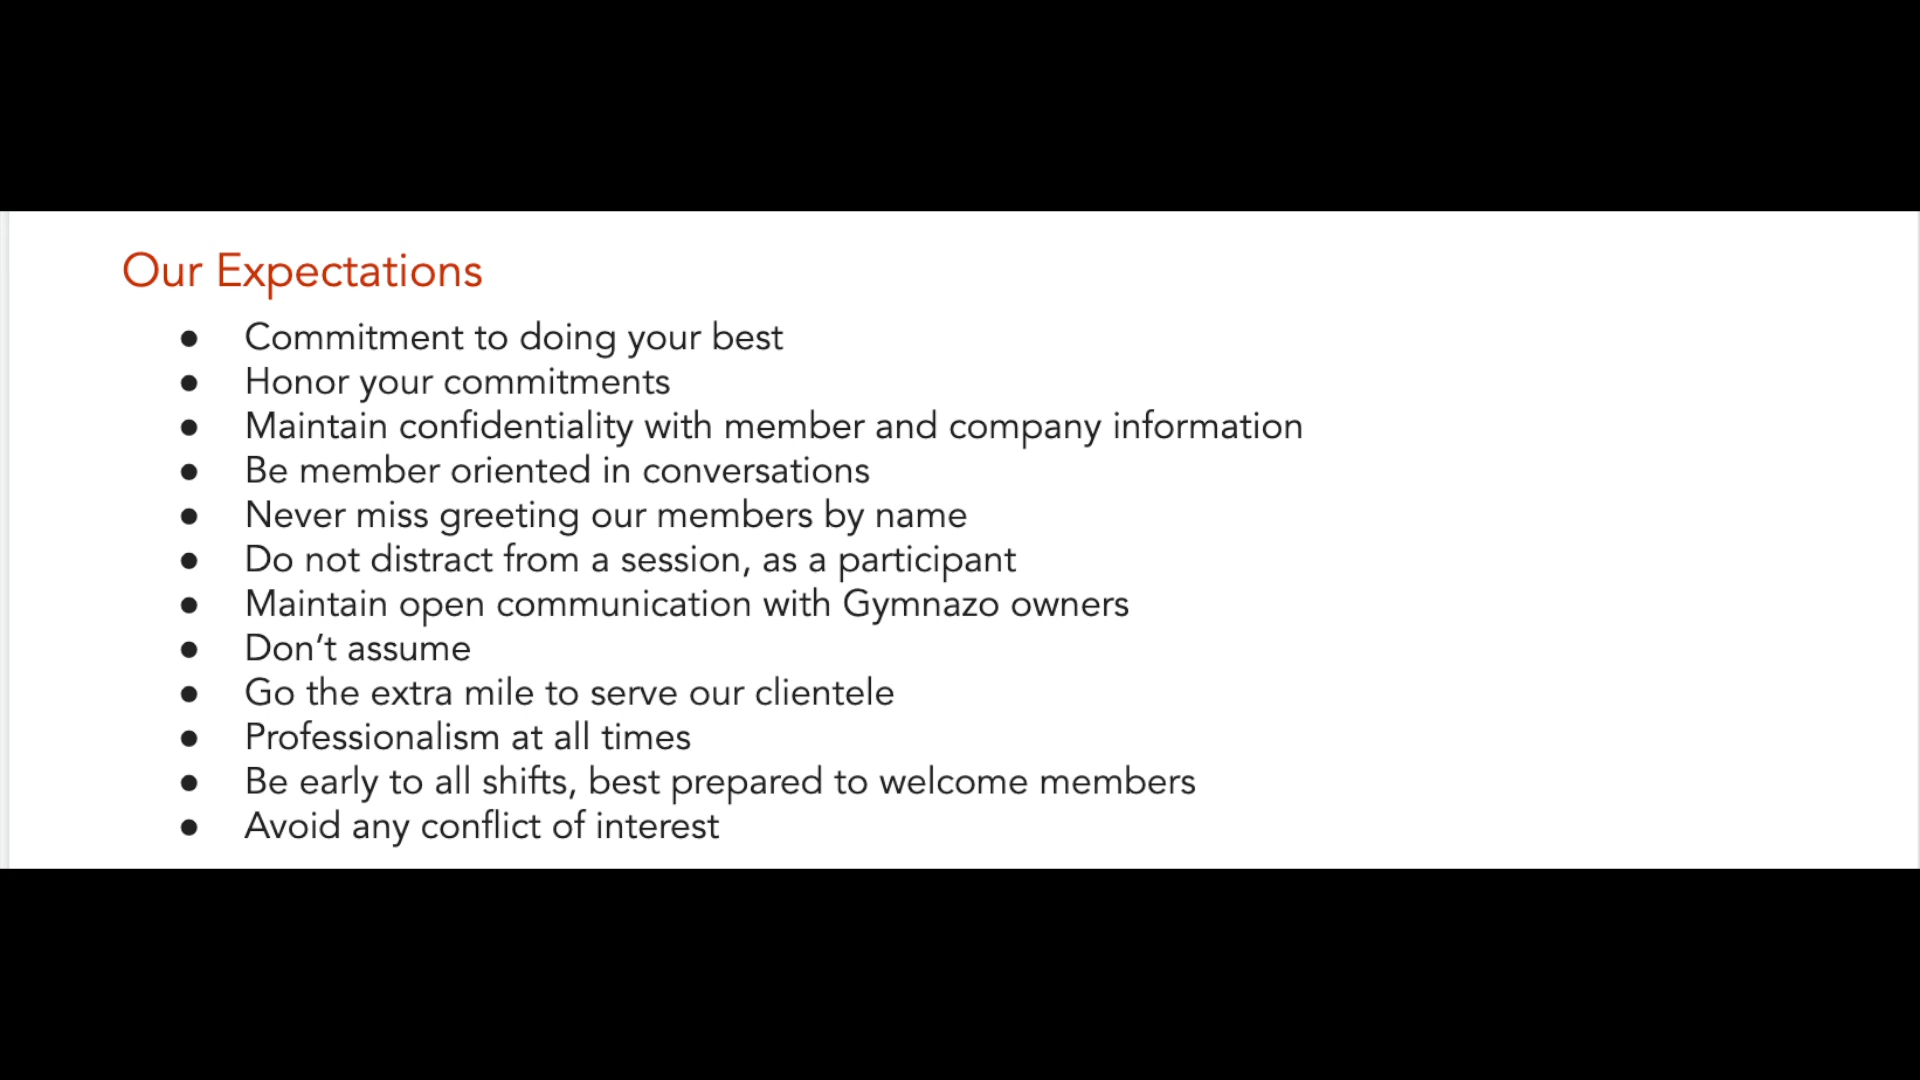 Our Expectations
● Commitment to doing your best
● Honor your commitments
● Maintain confidentiality with member and company information
● Be member oriented in conversations
● Never miss greeting our members by name
● Do not distract from a session, as a participant
● Maintain open communication with Gymnazo owners
● Don’t assume
● Go the extra mile to serve our clientele
● Professionalism at all times
● Be early to all shifts, best prepared to welcome members
● Avoid any conflict of interest